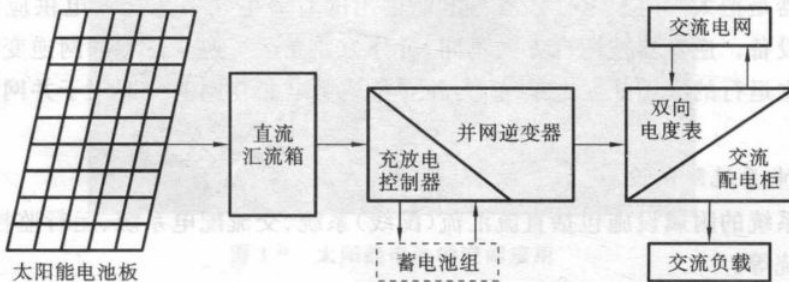 交流电网
双向
电度表
直流
汇流箱
并网逆变器
充放电
控制器
交流
配电柜
太阳能电池板
蓄电池组
交流负载